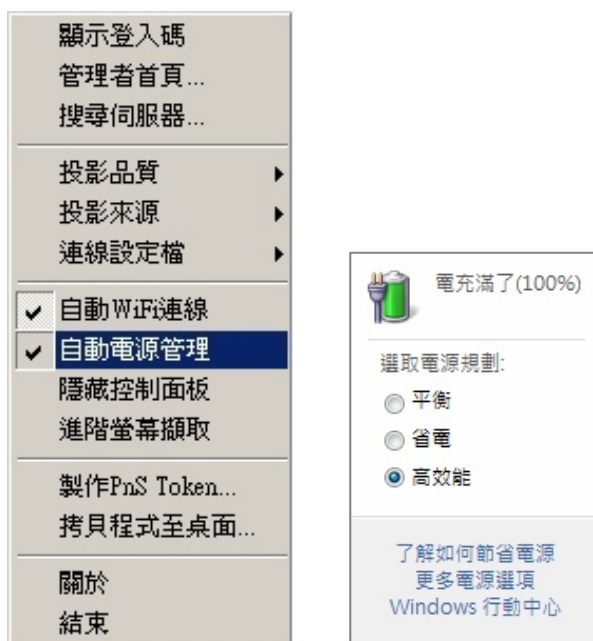 顯示登入碼
管理者首頁...
搜尋伺服器...
投影品質
投影來源
連線設定檔
自動WiFi連線
自動電源管理
隱藏控制面板
進階螢幕擷取
製作PnS Token...
拷貝程式至桌面...
關於
結束
電充滿了(100%)
選取電源規劃:
平衡
省電
高效能
了解如何節省電源
更多電源選項
Windows 行動中心